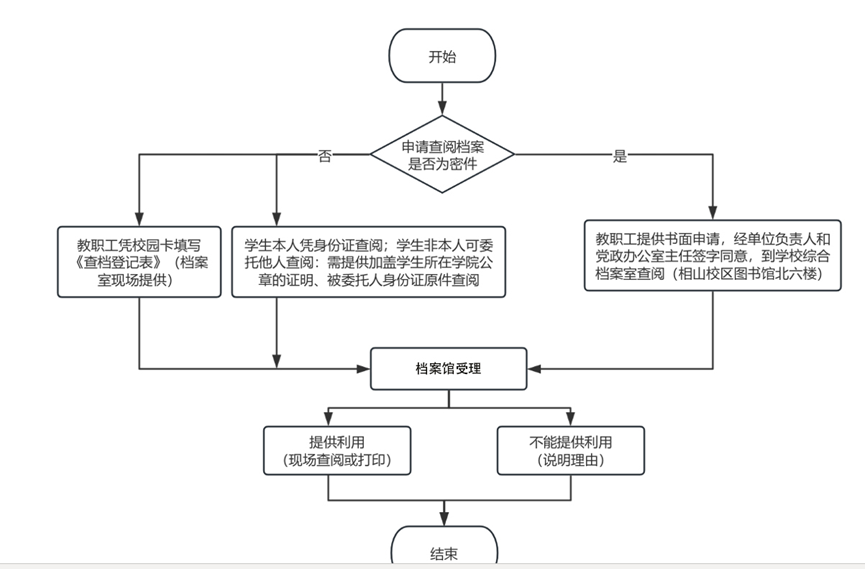 开始
申请查阅档案
是否为密件
否
是
教职工凭校园卡填写
《查档登记表》（档案
室现场提供）
学生本人凭身份证查阅；学生非本人可委
托他人查阅：需提供加盖学生所在学院公
章的证明、被委托人身份证原件查阅
教职工提供书面申请，经单位负责人和
党政办公室主任签字同意，到学校综合
档案室查阅（相山校区图书馆北六楼）
档案馆受理
提供利用
（现场查阅或打印）
不能提供利用
（说明理由）
结束